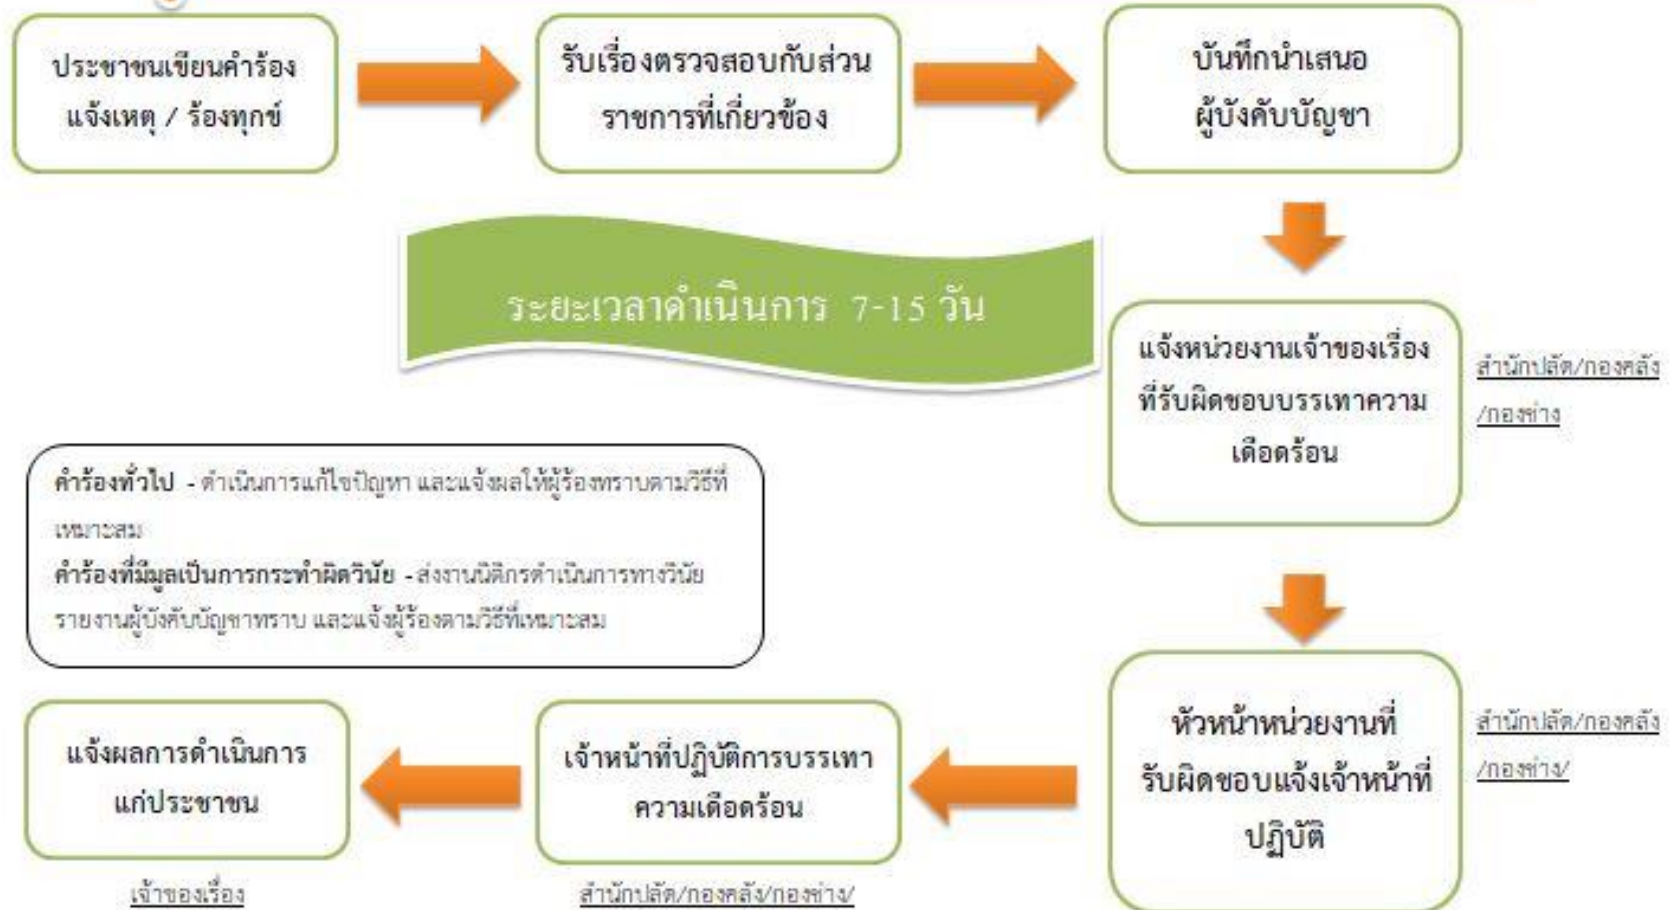 ประชาชนเขียนคำร้อง
แจ้งเหตุ / ร้องทุกข์
รับเรื่องตรวจสอบกับส่วน
ราชการที่เกี่ยวข้อง
บันทึกนำเสนอ
ผู้บังคับบัญชา
ระยะเวลาดำเนินการ 7-15 วัน
แจ้งหน่วยงานเจ้าของเรื่อง
ที่รับผิดชอบบรรเทาความ
เดือดร้อน
สำนักปลัด/กองคลัง
/กองช่าง
คำร้องทั่วไป - ดำเนินการแก้ไขปัญหา และแจ้งผลให้ผู้ร้องทราบตามวิธีที่
เหมาะสม
คำร้องที่มีมูลเป็นการกระทำผิดวินัย - ส่งงานนิติกรดำเนินการทางวินัย
รายงานผู้บังคับบัญชาทราบ และแจ้งผู้ร้องตามวิธีที่เหมาะสม
หัวหน้าหน่วยงานที่
รับผิดชอบแจ้งเจ้าหน้าที่
ปฏิบัติ
สำนักปลัด/กองคลัง
/กองช่าง/
เจ้าหน้าที่ปฏิบัติการบรรเทา
ความเดือดร้อน
สำนักปลัด/กองคลัง/กองช่าง/
แจ้งผลการดำเนินการ
แก่ประชาชน
เจ้าของเรื่อง